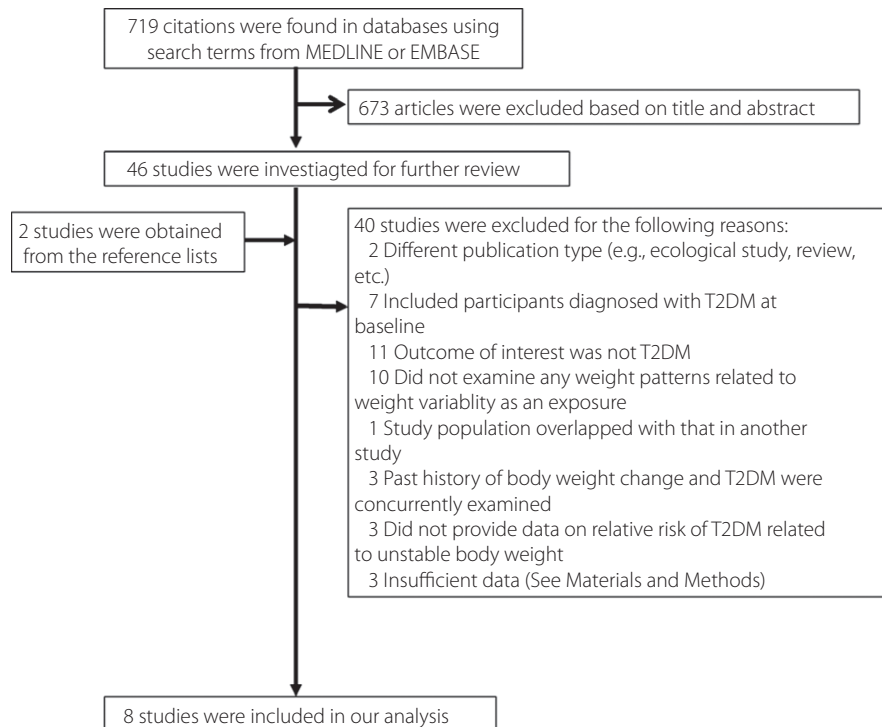 719 citations were found in databases using
search terms from MEDLINE or EMBASE
673 articles were excluded based on title and abstract
46 studies were investiagted for further review
2 studies were obtained
from the reference lists
40 studies were excluded for the following reasons:
2 Different publication type (e.g., ecological study, review,
etc.)
7 Included participants diagnosed with T2DM at
baseline
11 Outcome of interest was not T2DM
10 Did not examine any weight patterns related to
weight variablity as an exposure
1 Study population overlapped with that in another
study
3 Past history of body weight change and T2DM were
concurrently examined
3 Did not provide data on relative risk of T2DM related
to unstable body weight
3 Insufficient data (See Materials and Methods)
8 studies were included in our analysis